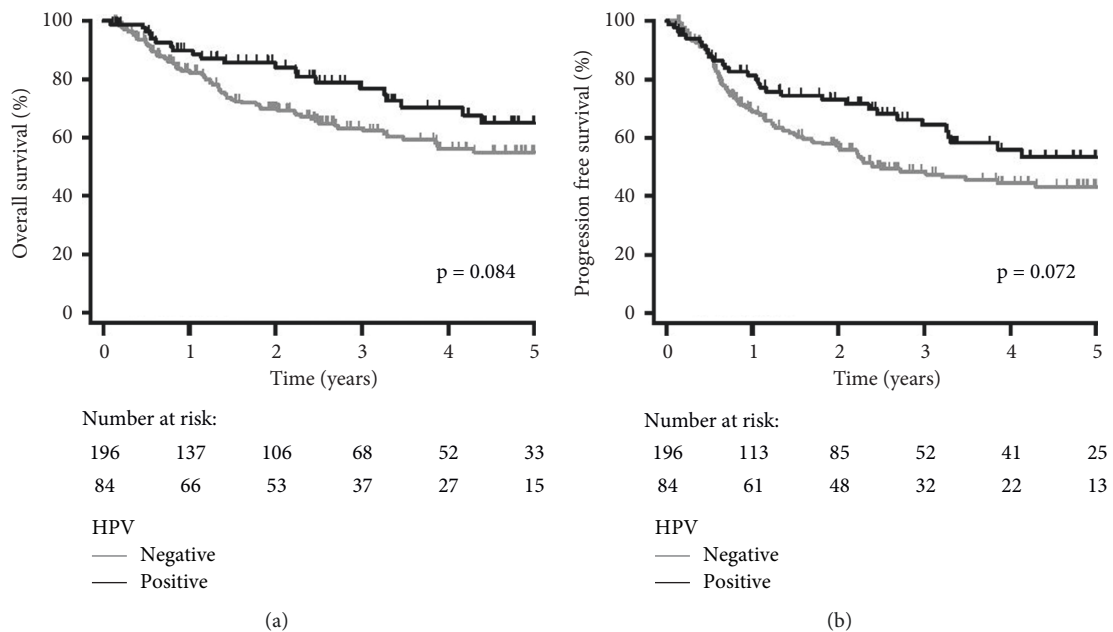 100
80
60
40
20
0
Overall survival (%)
p = 0.084
0 1 2 3 4 5
Time (years)
Number at risk:
196 137 106 68 52 33
84 66 53 37 27 15
HPV
Negative
Positive
(a)
100
80
60
40
20
0
Progression free survival (%)
p = 0.072
0 1 2 3 4 5
Time (years)
Number at risk:
196 113 85 52 41 25
84 61 48 32 22 13
HPV
Negative
Positive
(b)